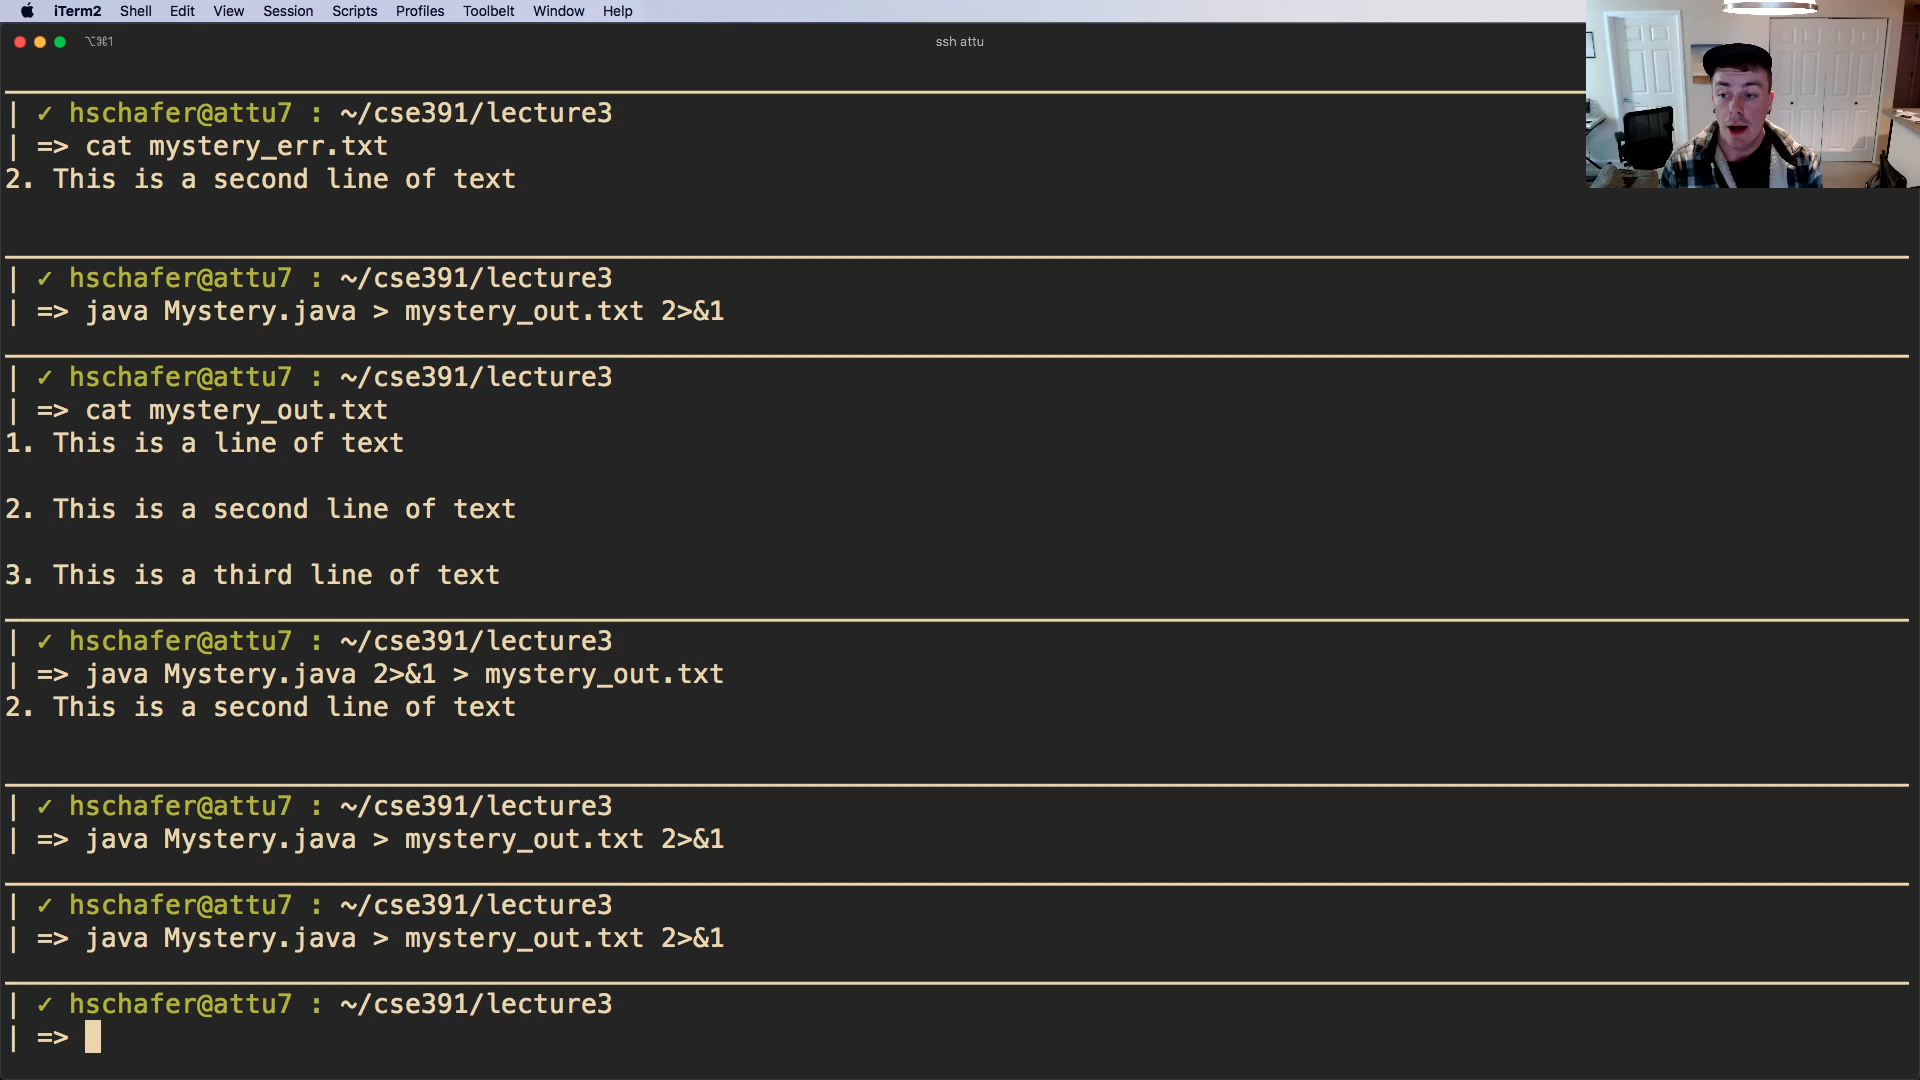 iTerm2 Shell Edit View Session Scripts Profiles Toolbelt Window Help
⌥⌘1 ssh attu
| ✓ hschafer@attu7 : ~/cse391/lecture3
| => cat mystery_err.txt
2. This is a second line of text
| ✓ hschafer@attu7 : ~/cse391/lecture3
| => java Mystery.java > mystery_out.txt 2>&1
| ✓ hschafer@attu7 : ~/cse391/lecture3
| => cat mystery_out.txt
1. This is a line of text
2. This is a second line of text
3. This is a third line of text
| ✓ hschafer@attu7 : ~/cse391/lecture3
| => java Mystery.java 2>&1 > mystery_out.txt
2. This is a second line of text
| ✓ hschafer@attu7 : ~/cse391/lecture3
| => java Mystery.java > mystery_out.txt 2>&1
| ✓ hschafer@attu7 : ~/cse391/lecture3
| => java Mystery.java > mystery_out.txt 2>&1
| ✓ hschafer@attu7 : ~/cse391/lecture3
| =>